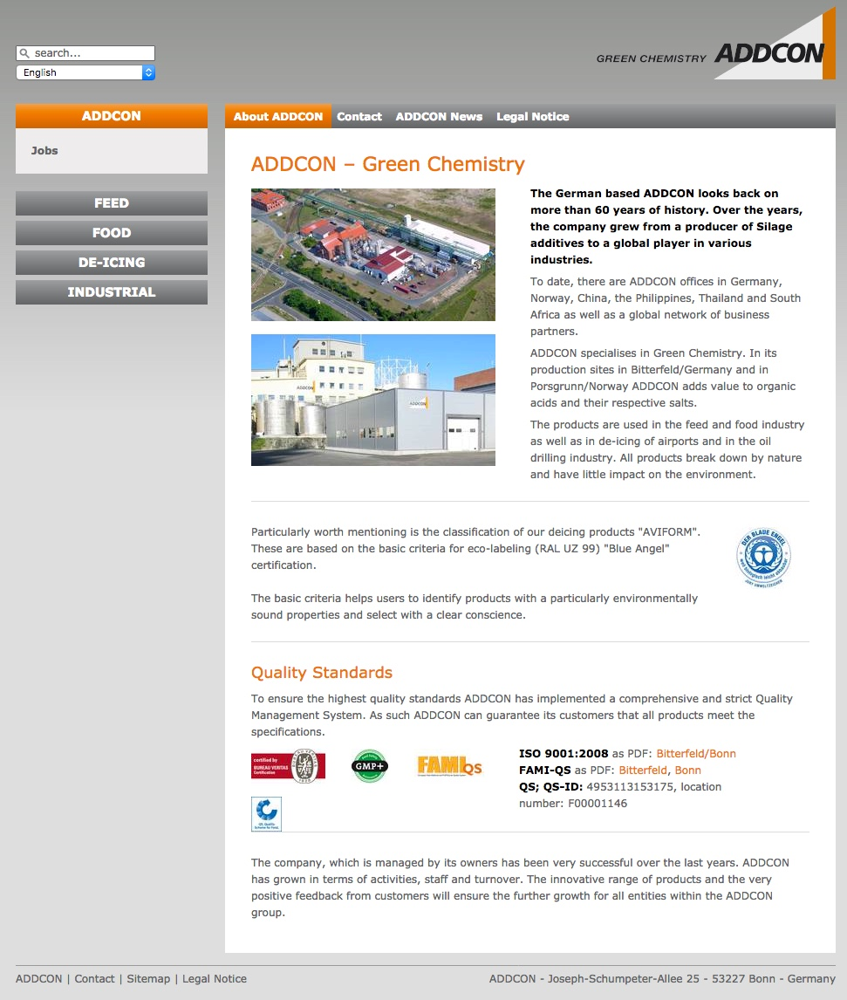 search...
English
GREEN CHEMISTRY ADDCON
ADDCON
Jobs
FEED
FOOD
DE-ICING
INDUSTRIAL
About ADDCON Contact ADDCON News Legal Notice
ADDCON – Green Chemistry
The German based ADDCON looks back on
more than 60 years of history. Over the years,
the company grew from a producer of Silage
additives to a global player in various
industries.
To date, there are ADDCON offices in Germany,
Norway, China, the Philippines, Thailand and South
Africa as well as a global network of business
partners.
ADDCON specialises in Green Chemistry. In its
production sites in Bitterfeld/Germany and in
Porsgrunn/Norway ADDCON adds value to organic
acids and their respective salts.
The products are used in the feed and food industry
as well as in de-icing of airports and in the oil
drilling industry. All products break down by nature
and have little impact on the environment.
ADDCON
ADDCON
Particularly worth mentioning is the classification of our deicing products "AVIFORM".
These are based on the basic criteria for eco-labeling (RAL UZ 99) "Blue Angel"
certification.
The basic criteria helps users to identify products with a particularly environmentally
sound properties and select with a clear conscience.
DER BLAUE ENGEL
weil biologisch leicht abbaubar
JURY UMWELTZEICHEN
Quality Standards
To ensure the highest quality standards ADDCON has implemented a comprehensive and strict Quality
Management System. As such ADDCON can guarantee its customers that all products meet the
specifications.
certified by
BUREAU VERITAS
Certification
BUREAU VERITAS
1828
GMP+
FAMI QS
QS. Quality
Scheme for Food.
ISO 9001:2008 as PDF: Bitterfeld/Bonn
FAMI-QS as PDF: Bitterfeld, Bonn
QS; QS-ID: 4953113153175, location
number: F00001146
The company, which is managed by its owners has been very successful over the last years. ADDCON
has grown in terms of activities, staff and turnover. The innovative range of products and the very
positive feedback from customers will ensure the further growth for all entities within the ADDCON
group.
ADDCON | Contact | Sitemap | Legal Notice
ADDCON - Joseph-Schumpeter-Allee 25 - 53227 Bonn - Germany